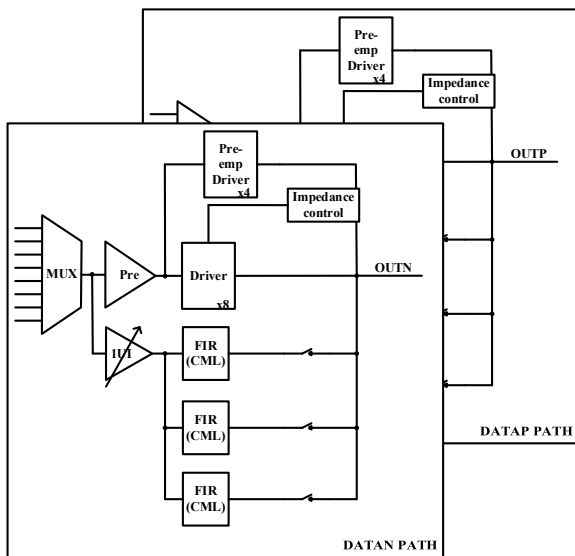 Pre-
emp
Driver
x4
Impedance
control
OUTP
Pre-
emp
Driver
x4
Impedance
control
MUX
Pre
Driver
x8
OUTN
1UI
FIR
(CML)
FIR
(CML)
DATAP PATH
FIR
(CML)
DATAN PATH